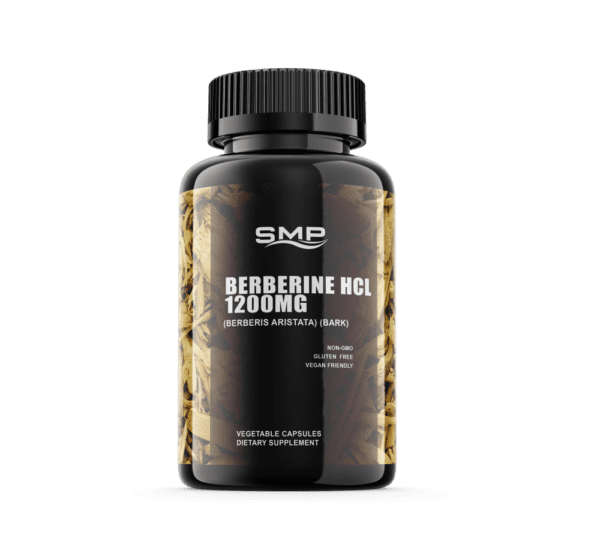 SMP
BERBERINE HCL
1200MG
(BERBERIS ARISTATA) (BARK)
NON-GMO
GLUTEN FREE
VEGAN FRIENDLY
VEGETABLE CAPSULES
DIETARY SUPPLEMENT